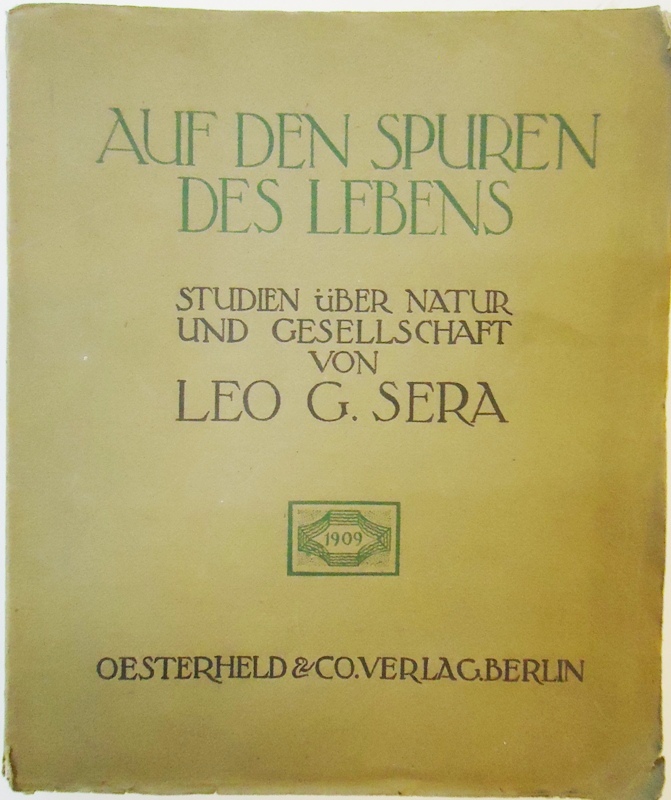 AUF DEN SPUREN
DES LEBENS
STUDIEN üBER NATUR
UND GESELLSCHAFT
VON
LEO G. SERA
1909
OESTERHELD & CO. VERLAG. BERLIN